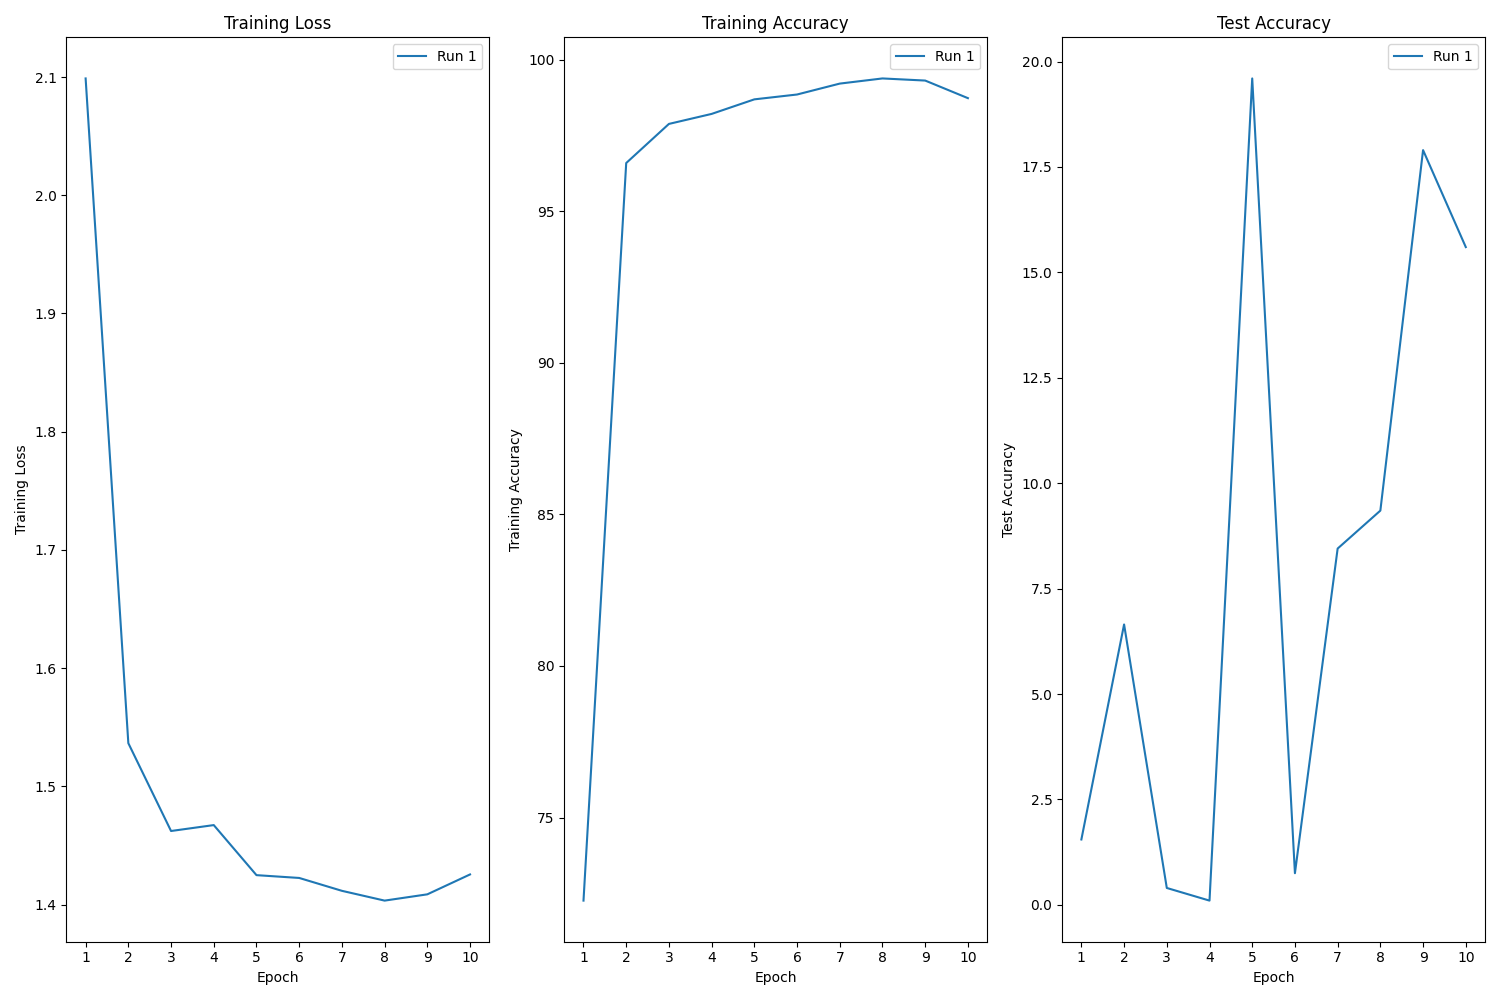 Training Loss
Run 1
2.1
2.0
1.9
1.8
1.7
1.6
1.5
1.4
Training Loss
1 2 3 4 5 6 7 8 9 10
Epoch
Training Accuracy
Run 1
100
95
90
85
80
75
Training Accuracy
1 2 3 4 5 6 7 8 9 10
Epoch
Test Accuracy
Run 1
20.0
17.5
15.0
12.5
10.0
7.5
5.0
2.5
0.0
Test Accuracy
1 2 3 4 5 6 7 8 9 10
Epoch